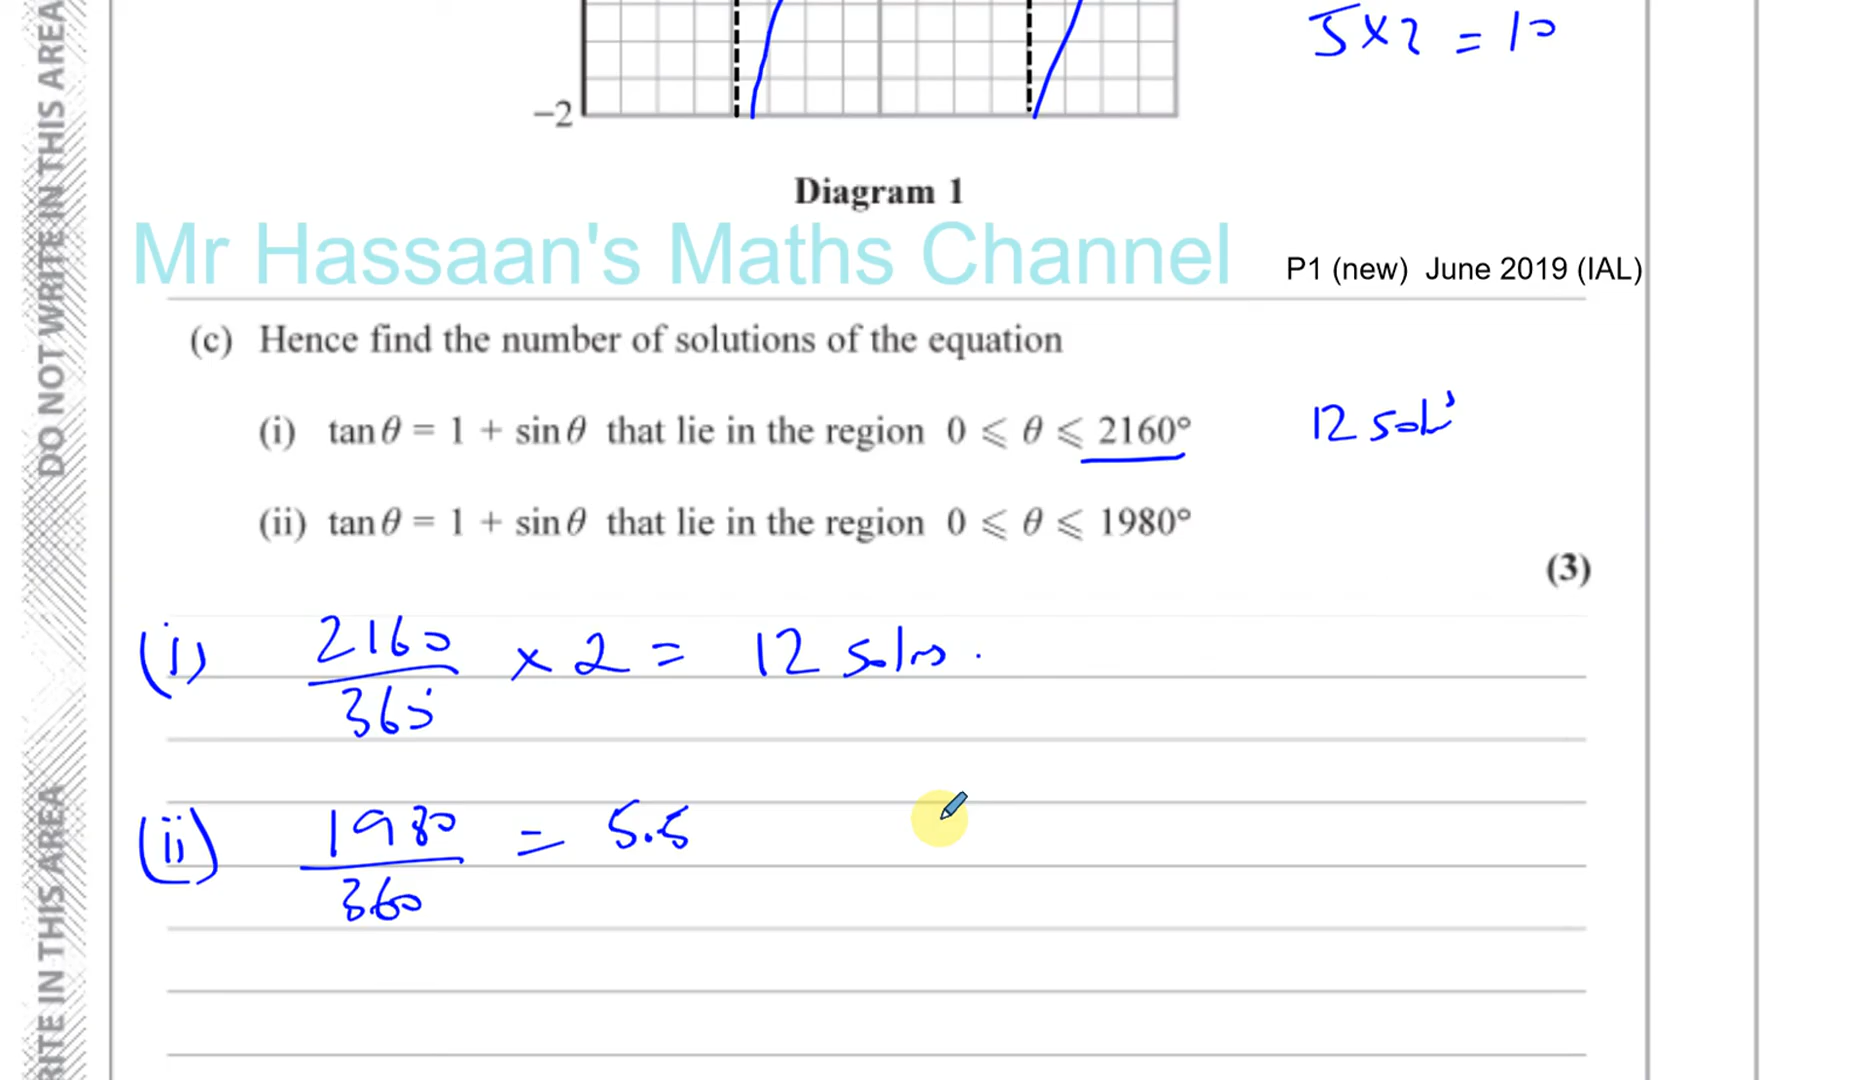 5 × 2 = 10
−2
Diagram 1
Mr Hassaan's Maths Channel
P1 (new) June 2019 (IAL)
(c) Hence find the number of solutions of the equation
(i) tan θ = 1 + sin θ that lie in the region 0 ⩽ θ ⩽ 2160°
12 sol's
(ii) tan θ = 1 + sin θ that lie in the region 0 ⩽ θ ⩽ 1980°
(3)
(i) 2160/360 × 2 = 12 solns.
(ii) 1980/360 = 5.5
DO NOT WRITE IN THIS AREA
RITE IN THIS AREA